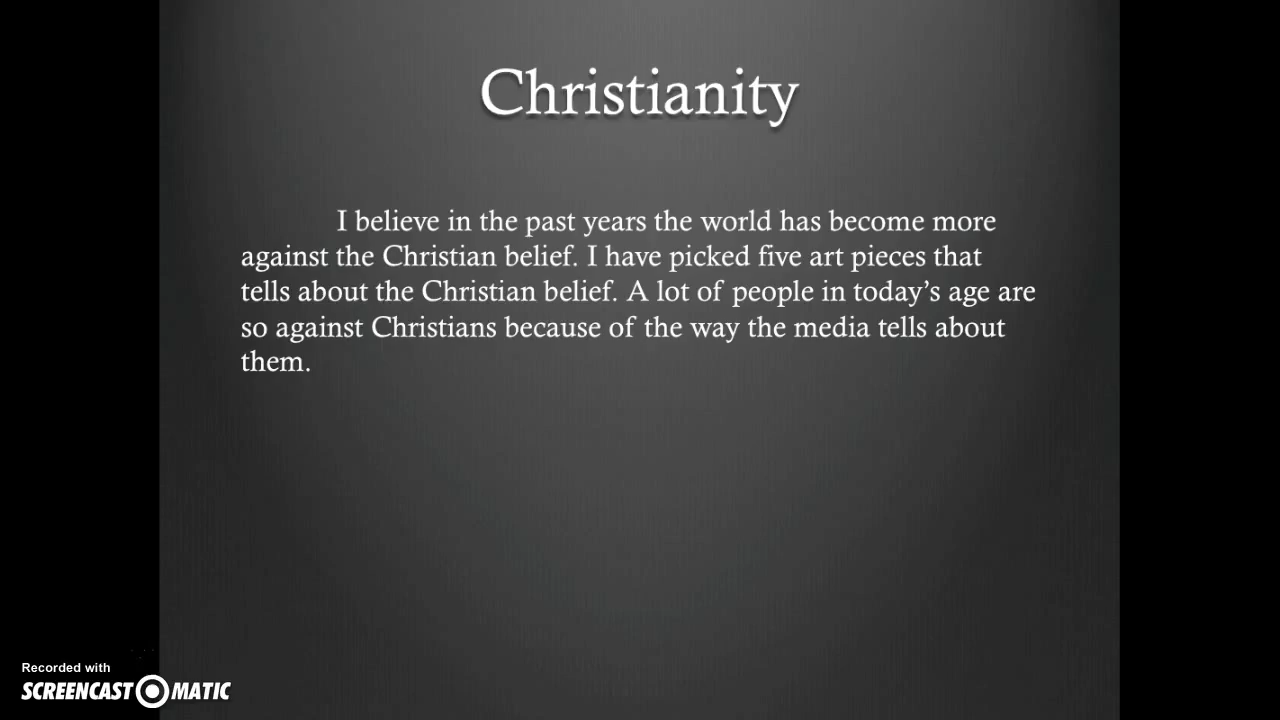 Christianity
I believe in the past years the world has become more
against the Christian belief. I have picked five art pieces that
tells about the Christian belief. A lot of people in today's age are
so against Christians because of the way the media tells about
them.
Recorded with
SCREENCAST MATIC